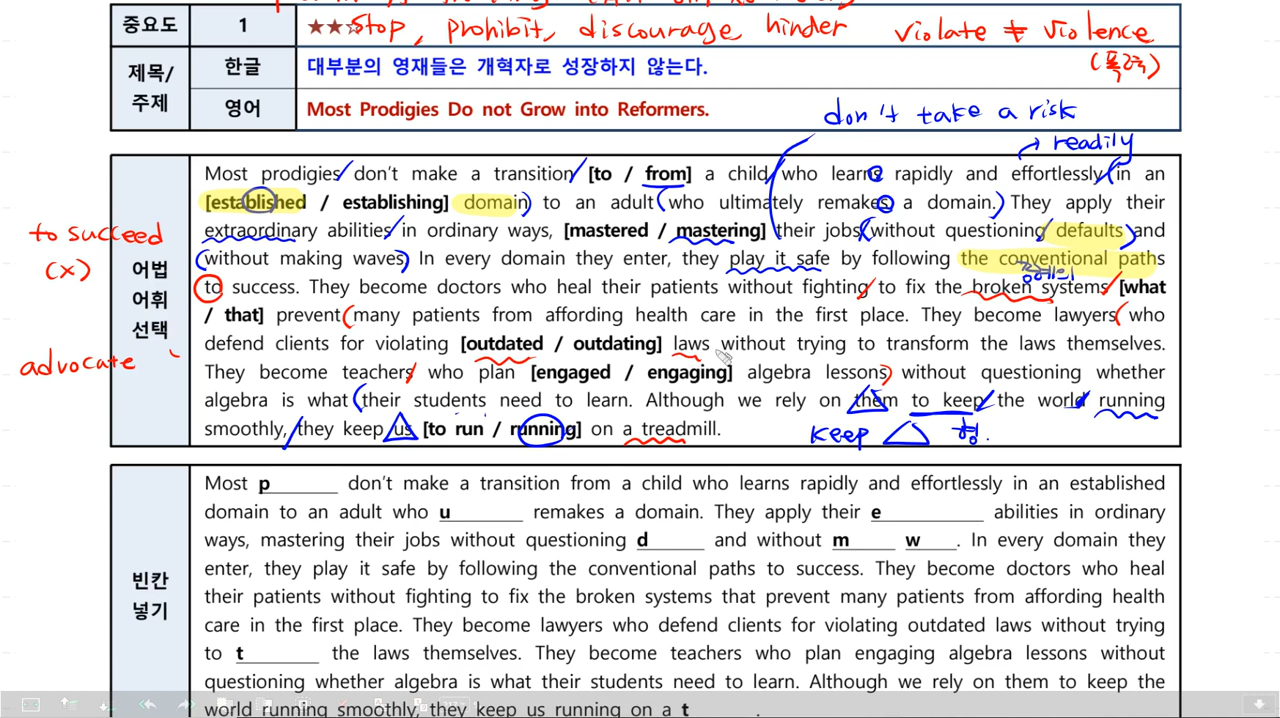 stop, prohibit, discourage, hinder violate ≠ violence
(폭력)
중요도 1 ★★☆
제목/주제 한글 대부분의 영재들은 개혁자로 성장하지 않는다.
영어 Most Prodigies Do not Grow into Reformers.
don't take a risk
→ readily
Most prodigies don't make a transition [to / from] a child who learns rapidly and effortlessly in an
[established / establishing] domain to an adult who ultimately remakes a domain. They apply their
extraordinary abilities in ordinary ways, [mastered / mastering] their jobs without questioning defaults and
without making waves. In every domain they enter, they play it safe by following the conventional paths
to success. They become doctors who heal their patients without fighting to fix the broken systems [what
/ that] prevent many patients from affording health care in the first place. They become lawyers who
defend clients for violating [outdated / outdating] laws without trying to transform the laws themselves.
They become teachers who plan [engaged / engaging] algebra lessons without questioning whether
algebra is what their students need to learn. Although we rely on them to keep the world running
smoothly, they keep us [to run / running] on a treadmill.
keep
to succeed
(x)
어법
어휘
선택
advocate
빈칸
넣기
Most p______ don't make a transition from a child who learns rapidly and effortlessly in an established
domain to an adult who u______ remakes a domain. They apply their e______ abilities in ordinary
ways, mastering their jobs without questioning d______ and without m______ w______. In every domain they
enter, they play it safe by following the conventional paths to success. They become doctors who heal
their patients without fighting to fix the broken systems that prevent many patients from affording health
care in the first place. They become lawyers who defend clients for violating outdated laws without trying
to t______ the laws themselves. They become teachers who plan engaging algebra lessons without
questioning whether algebra is what their students need to learn. Although we rely on them to keep the
world running smoothly, they keep us running on a t______.